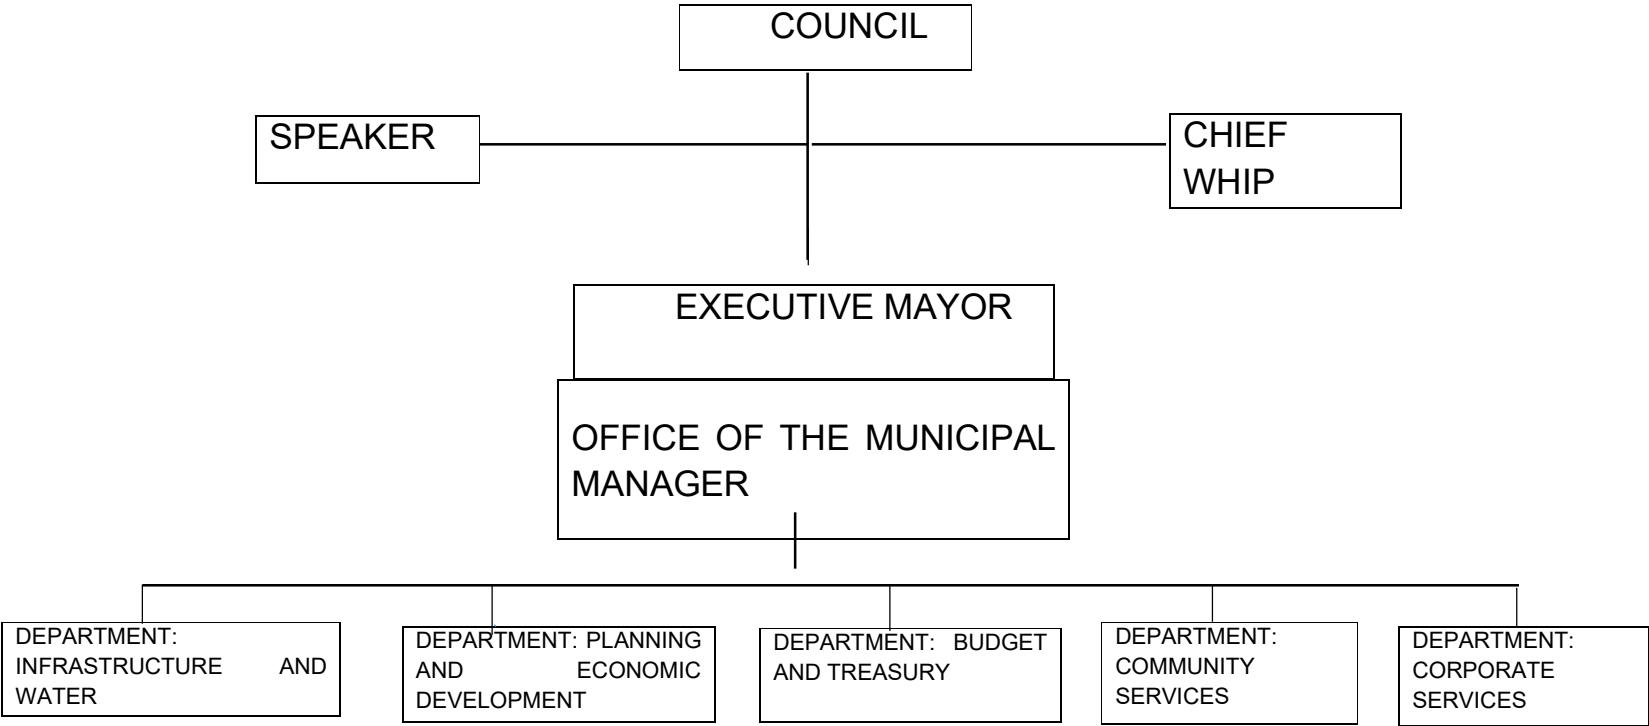 COUNCIL
SPEAKER
CHIEF
WHIP
EXECUTIVE MAYOR
OFFICE OF THE MUNICIPAL
MANAGER
DEPARTMENT:
INFRASTRUCTURE AND
WATER
DEPARTMENT: PLANNING
AND ECONOMIC
DEVELOPMENT
DEPARTMENT: BUDGET
AND TREASURY
DEPARTMENT:
COMMUNITY
SERVICES
DEPARTMENT:
CORPORATE
SERVICES